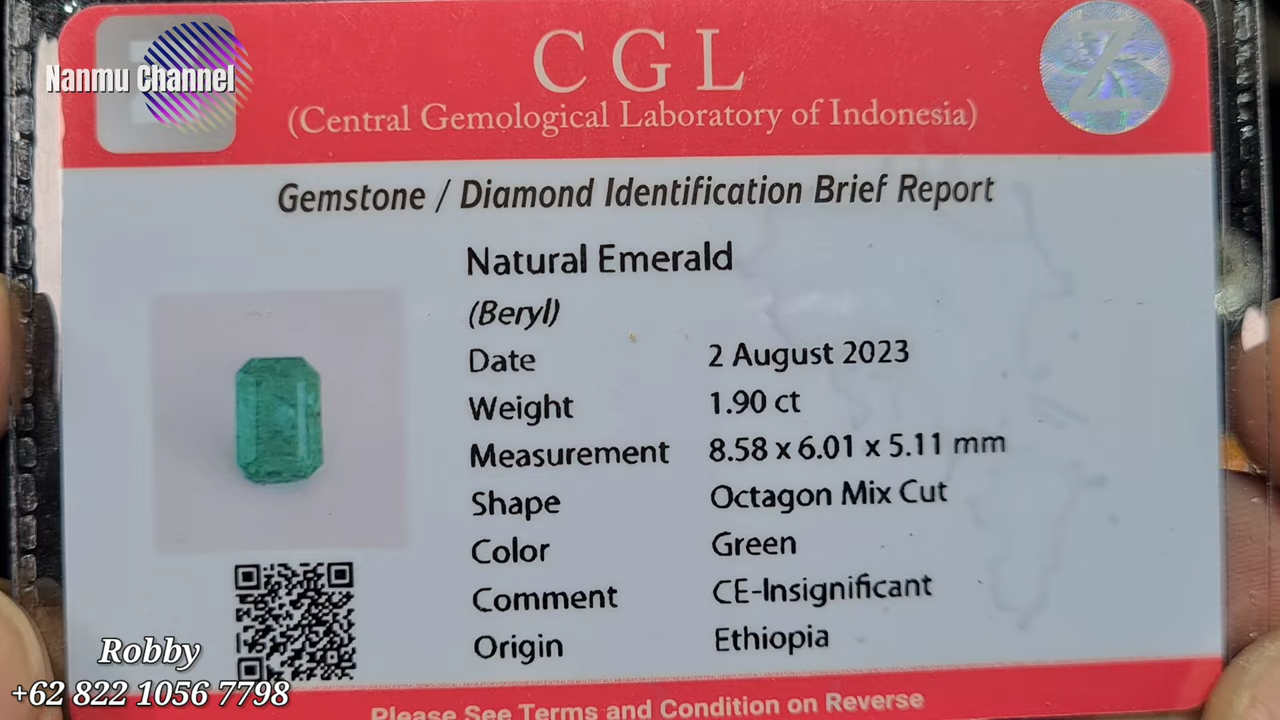 Nanmu Channel
C G L
(Central Gemological Laboratory of Indonesia)
Z
Gemstone / Diamond Identification Brief Report
Natural Emerald
(Beryl)
Date 2 August 2023
Weight 1.90 ct
Measurement 8.58 x 6.01 x 5.11 mm
Shape Octagon Mix Cut
Color Green
Comment CE-Insignificant
Origin Ethiopia
Robby
+62 822 1056 7798
Please See Terms and Condition on Reverse